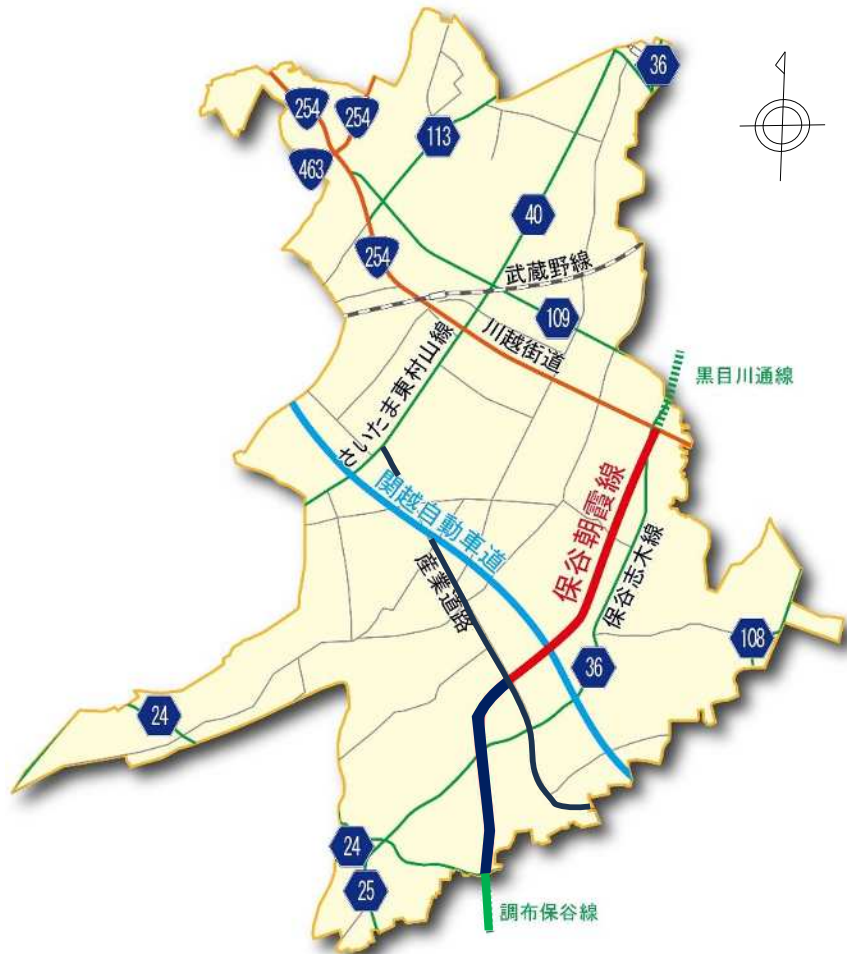 36
254
254
113
463
40
254
武蔵野線
109
川越街道
黒目川通線
さいたま東村山線
関越自動車道
保谷朝霞線
産業道路
保谷志木線
108
36
24
24
25
調布保谷線